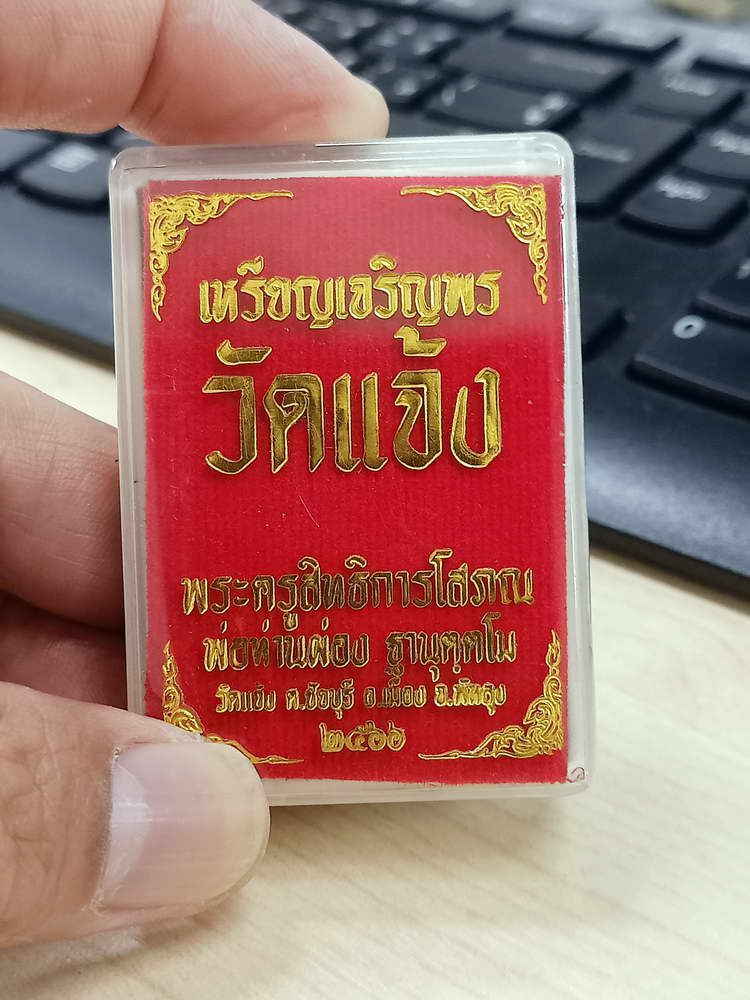 เหรียญเจริญพร
วัดแจ้ง
พระครูสิทธิการโสภณ
พ่อท่านผ่อง ฐานุตฺตโม
วัดแจ้ง ต.ชัยบุรี อ.เมือง จ.พัทลุง
๒๕๖๖